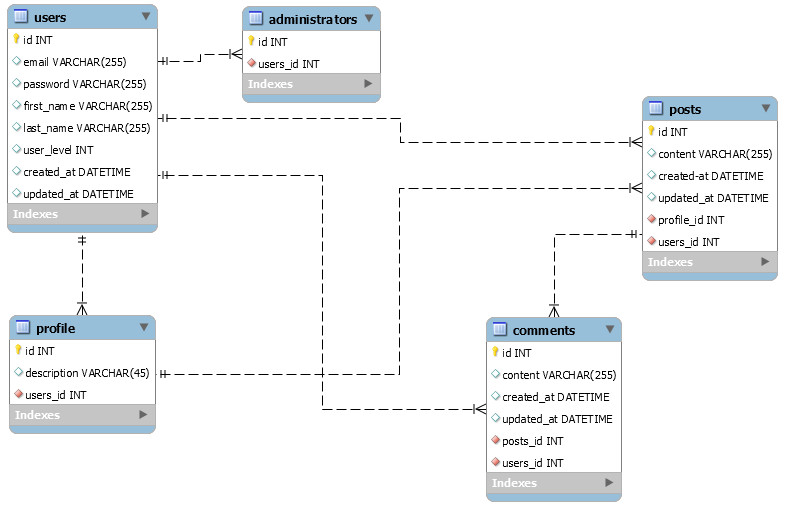 users
id INT
email VARCHAR(255)
password VARCHAR(255)
first_name VARCHAR(255)
last_name VARCHAR(255)
user_level INT
created_at DATETIME
updated_at DATETIME
Indexes
administrators
id INT
users_id INT
Indexes
posts
id INT
content VARCHAR(255)
created-at DATETIME
updated_at DATETIME
profile_id INT
users_id INT
Indexes
profile
id INT
description VARCHAR(45)
users_id INT
Indexes
comments
id INT
content VARCHAR(255)
created_at DATETIME
updated_at DATETIME
posts_id INT
users_id INT
Indexes